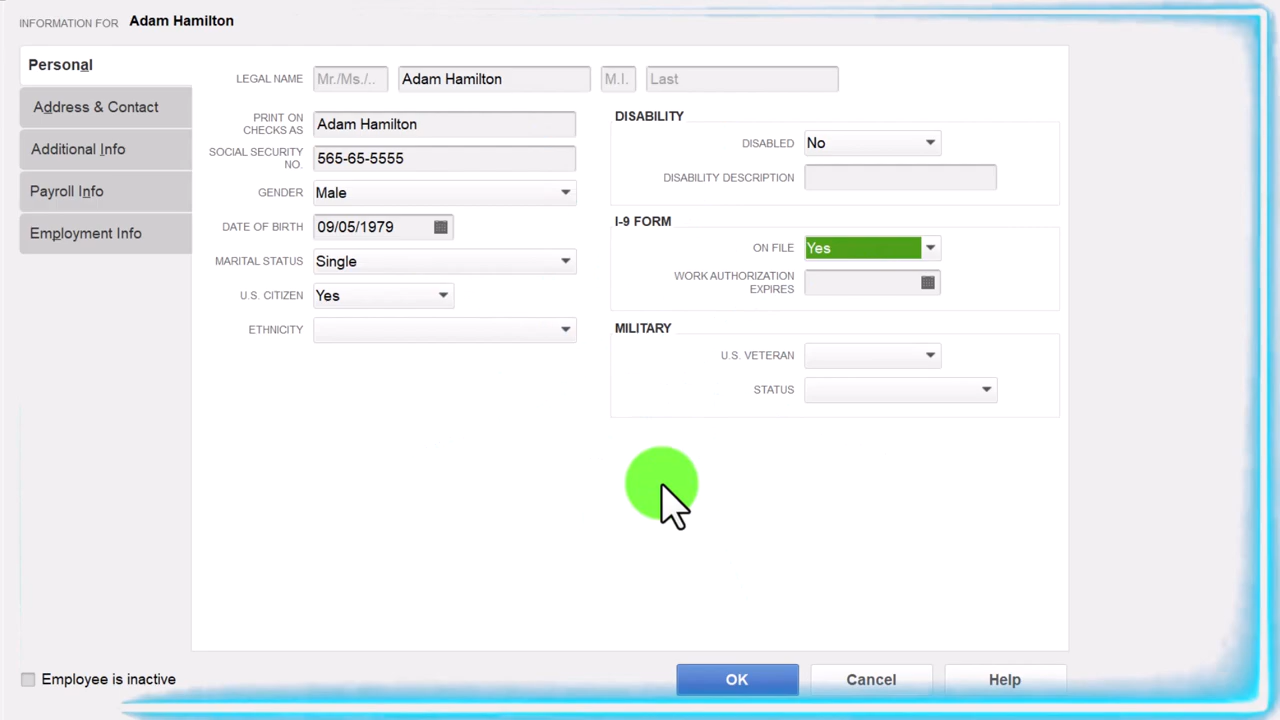 INFORMATION FOR Adam Hamilton
Personal
Address & Contact
Additional Info
Payroll Info
Employment Info
LEGAL NAME Mr./Ms./.. Adam Hamilton M.I. Last
PRINT ON
CHECKS AS
Adam Hamilton
SOCIAL SECURITY
NO.
565-65-5555
GENDER Male
DATE OF BIRTH 09/05/1979
MARITAL STATUS Single
U.S. CITIZEN Yes
ETHNICITY
DISABILITY
DISABLED No
DISABILITY DESCRIPTION
I-9 FORM
ON FILE Yes
WORK AUTHORIZATION
EXPIRES
MILITARY
U.S. VETERAN
STATUS
Employee is inactive
OK Cancel Help